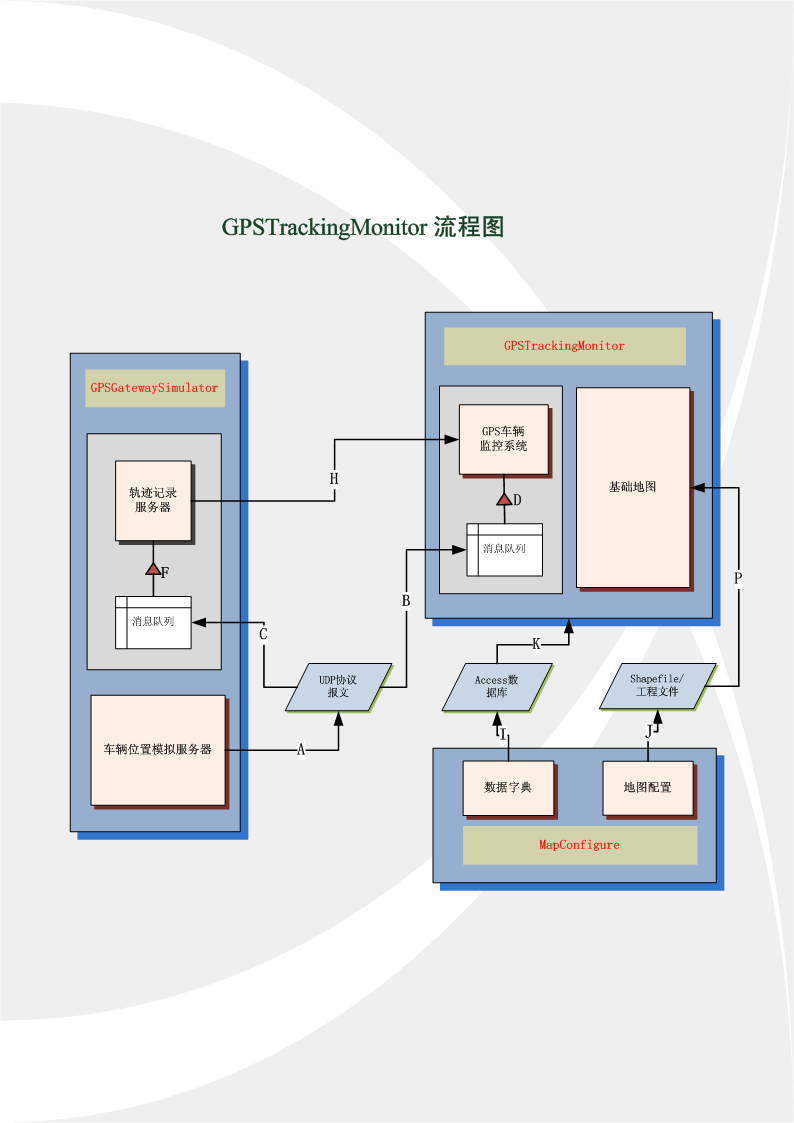 GPSTrackingMonitor 流程图
GPSTrackingMonitor
GPSGatewaySimulator
GPS车辆
监控系统
基础地图
轨迹记录
服务器
H
D
消息队列
F
P
B
消息队列
C
K
UDP协议
报文
Access数
据库
Shapefile/
工程文件
车辆位置模拟服务器
A
I
J
数据字典
地图配置
MapConfigure